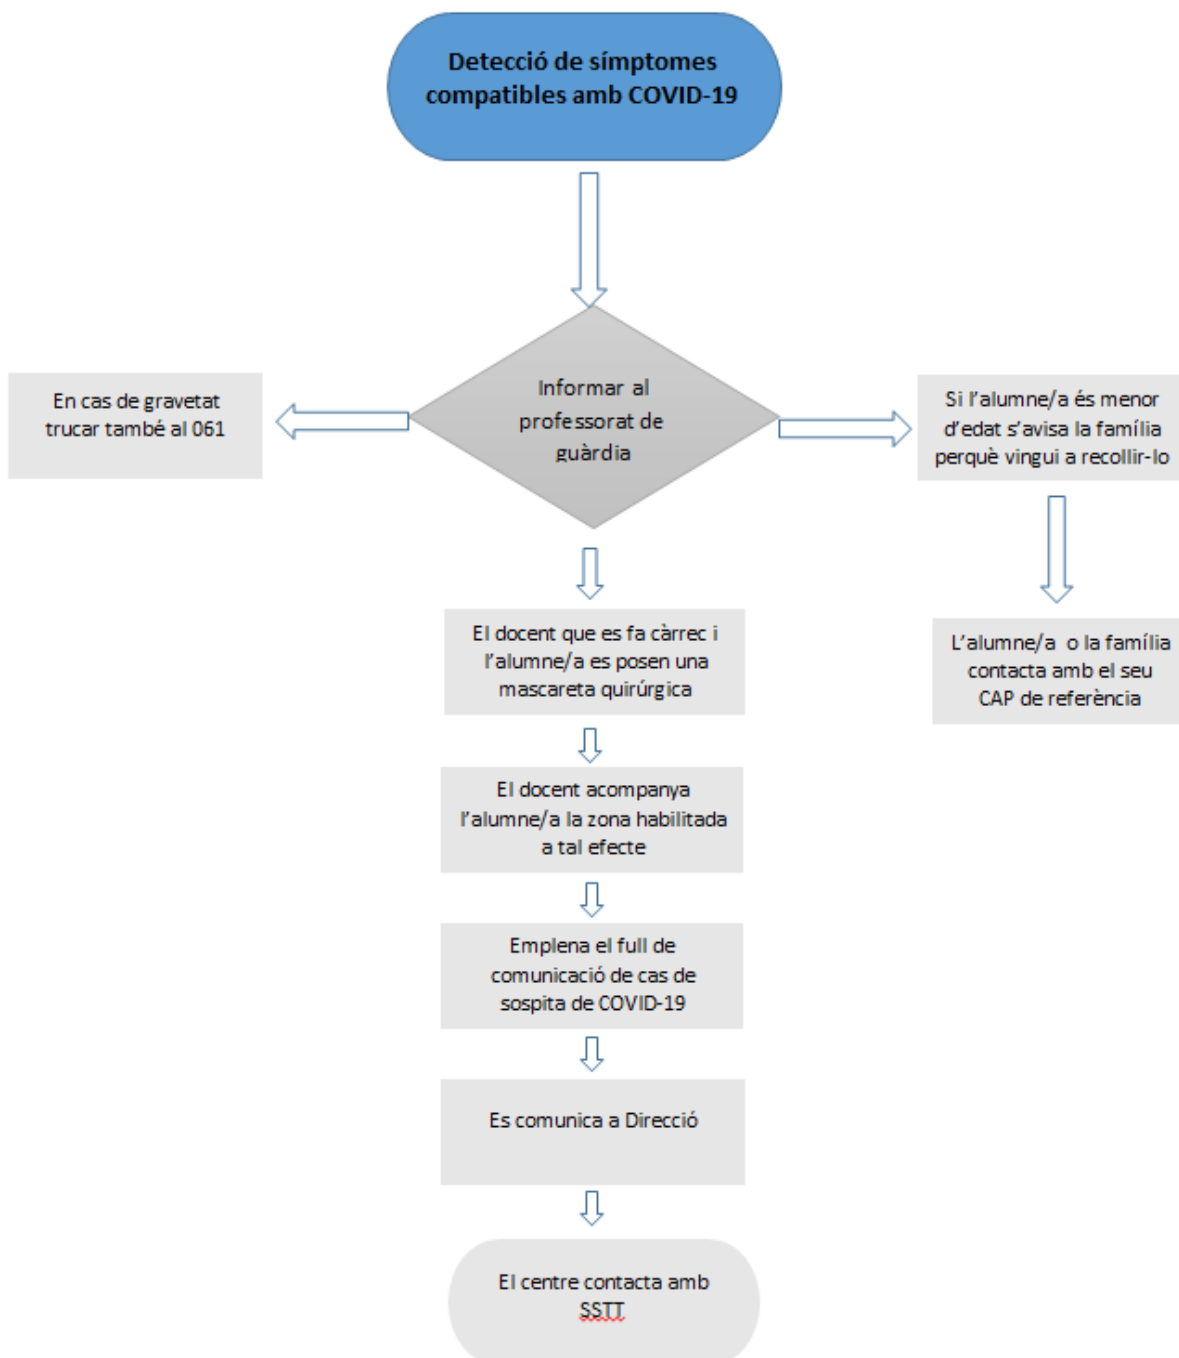 Detecció de símptomes
compatibles amb COVID-19
Informar al
professorat de
guàrdia
En cas de gravetat
trucar també al 061
Si l'alumne/a és menor
d'edat s'avisa la família
perquè vingui a recollir-lo
L'alumne/a o la família
contacta amb el seu
CAP de referència
El docent que es fa càrrec i
l'alumne/a es posen una
mascareta quirúrgica
El docent acompanya
l'alumne/a la zona habilitada
a tal efecte
Emplena el full de
comunicació de cas de
sospita de COVID-19
Es comunica a Direcció
El centre contacta amb
SSTT